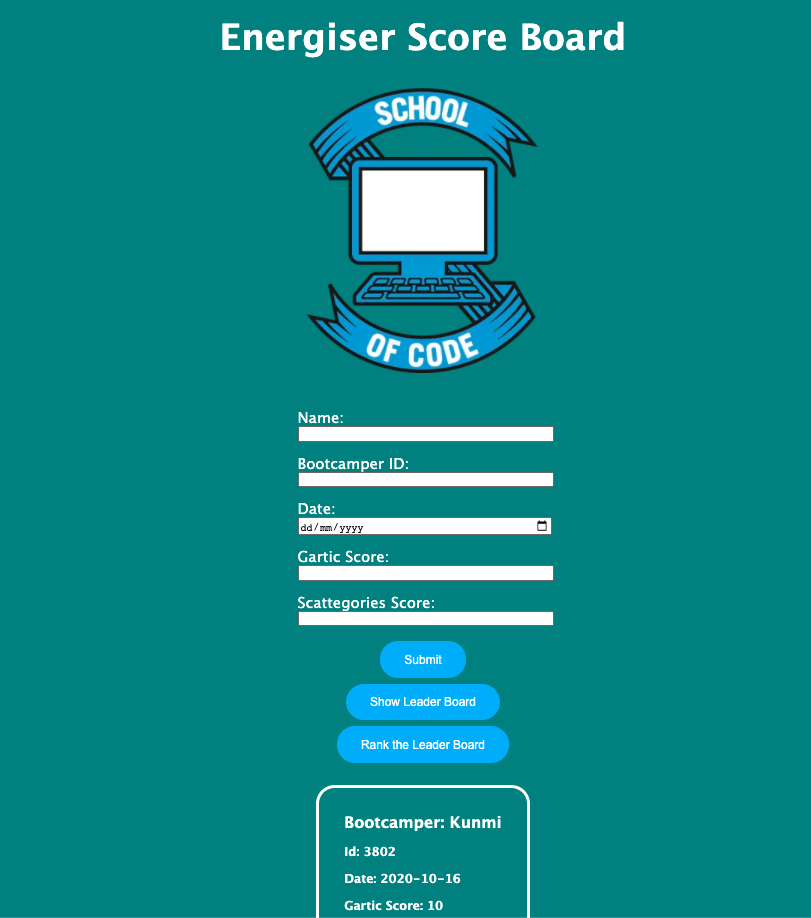 Energiser Score Board
SCHOOL
OF CODE
Name:
Bootcamper ID:
Date:
dd/mm/yyyy
Gartic Score:
Scattegories Score:
Submit
Show Leader Board
Rank the Leader Board
Bootcamper: Kunmi
Id: 3802
Date: 2020-10-16
Gartic Score: 10